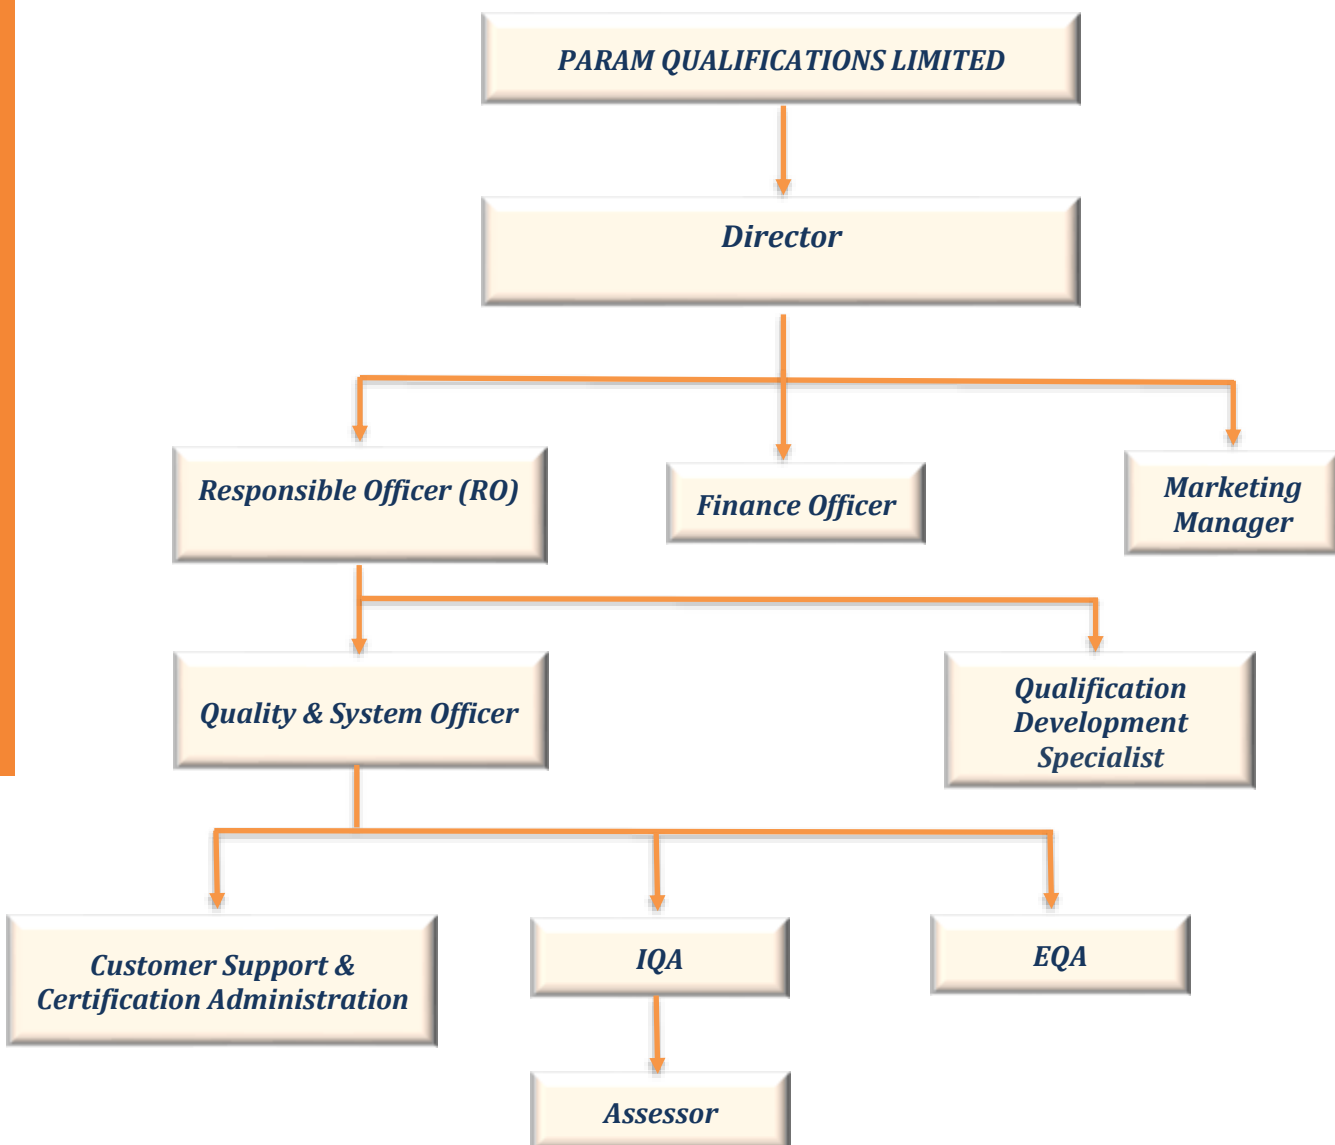 PARAM QUALIFICATIONS LIMITED
Director
Responsible Officer (RO)
Finance Officer
Marketing
Manager
Quality & System Officer
Qualification
Development
Specialist
Customer Support &
Certification Administration
IQA
EQA
Assessor